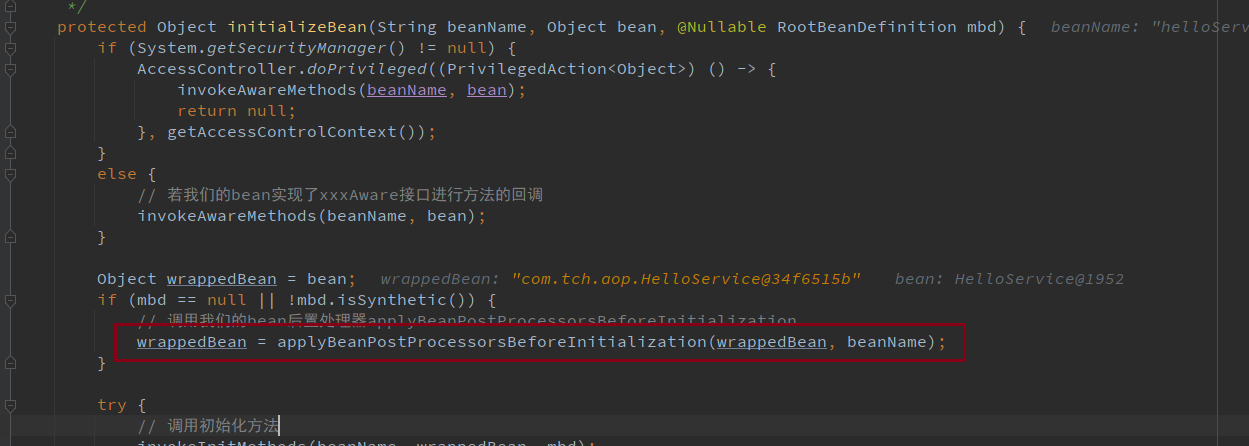 */
protected Object initializeBean(String beanName, Object bean, @Nullable RootBeanDefinition mbd) { beanName: "helloServ
if (System.getSecurityManager() != null) {
AccessController.doPrivileged((PrivilegedAction<Object>) () -> {
invokeAwareMethods(beanName, bean);
return null;
}, getAccessControlContext());
}
else {
// 若我们的bean实现了xxxAware接口进行方法的回调
invokeAwareMethods(beanName, bean);
}
Object wrappedBean = bean; wrappedBean: "com.tch.aop.HelloService@34f6515b" bean: HelloService@1952
if (mbd == null || !mbd.isSynthetic()) {
// 调用我们的bean后置处理器applyBeanPostProcessorsBeforeInitialization
wrappedBean = applyBeanPostProcessorsBeforeInitialization(wrappedBean, beanName);
}
try {
// 调用初始化方法
invokeInitMethods(beanName, wrappedBean, mbd);